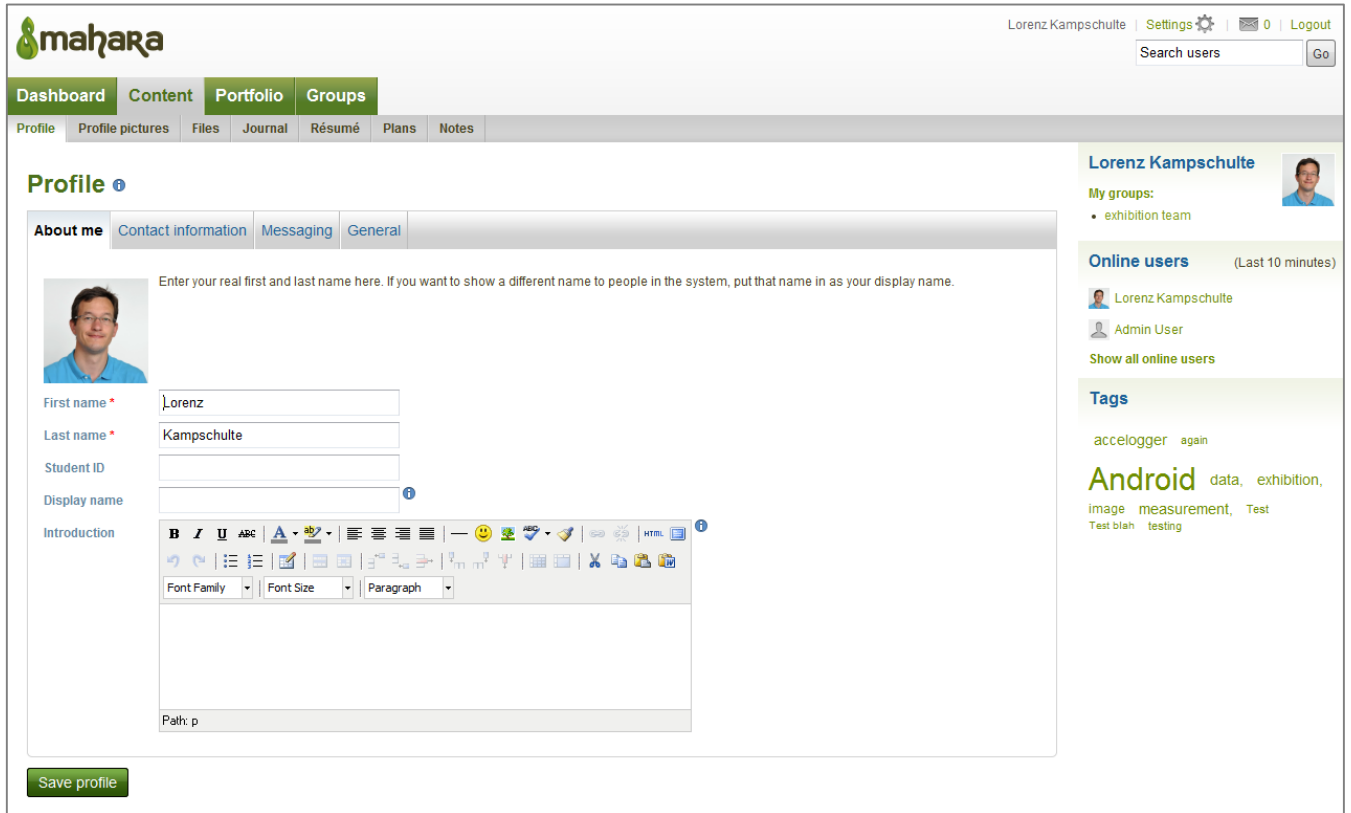 mahara
Lorenz Kampschulte | Settings | 0 | Logout
Search users Go
Dashboard Content Portfolio Groups
Profile Profile pictures Files Journal Résumé Plans Notes
Profile
About me Contact information Messaging General
Enter your real first and last name here. If you want to show a different name to people in the system, put that name in as your display name.
First name * Lorenz
Last name * Kampschulte
Student ID
Display name
Introduction
B I U ABC A ab ABC HTML
Font Family Font Size Paragraph
Path: p
Save profile
Lorenz Kampschulte
My groups:
• exhibition team
Online users (Last 10 minutes)
Lorenz Kampschulte
Admin User
Show all online users
Tags
accelogger again
Android data, exhibition,
image measurement, Test
Test blah testing